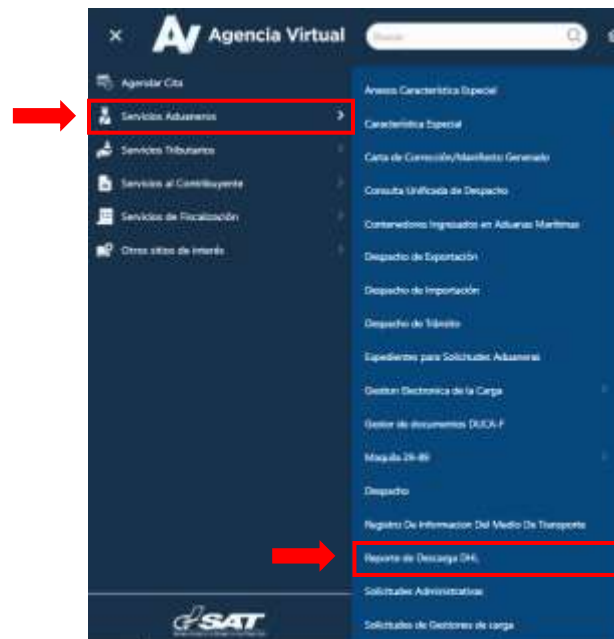 Agencia Virtual
Buscar
Agendar Cita
Servicios Aduaneros
Servicios Tributarios
Servicios al Contribuyente
Servicios de Fiscalización
Otros sitios de interés
SAT
Anexos Característica Especial
Característica Especial
Carta de Corrección/Manifiesto Generado
Consulta Unificada de Despacho
Contenedores Ingresados en Aduanas Marítimas
Despacho de Exportación
Despacho de Importación
Despacho de Tránsito
Expedientes para Solicitudes Aduaneras
Gestion Electronica de la Carga
Gestor de documentos DUCA-F
Maquila 29-89
Despacho
Registro De Informacion Del Medio De Transporte
Reporte de Descarga DHL
Solicitudes Administrativas
Solicitudes de Gestores de carga